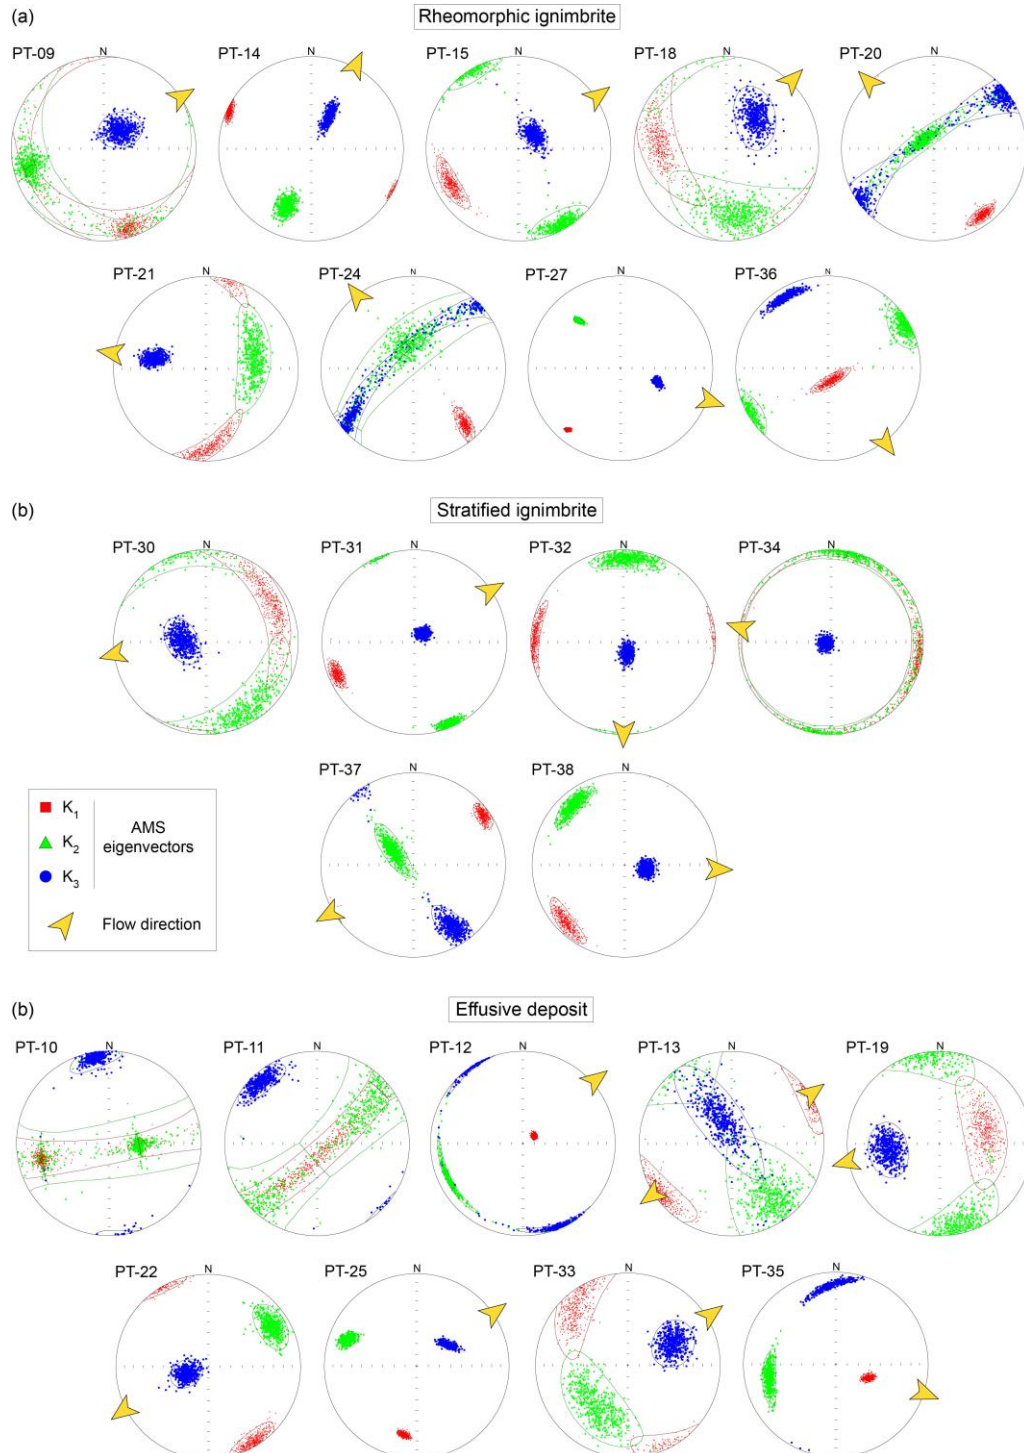 (a)
Rheomorphic ignimbrite
PT-09 N
PT-14 N
PT-15 N
PT-18 N
PT-20 N
PT-21 N
PT-24 N
PT-27 N
PT-36 N
(b)
Stratified ignimbrite
PT-30 N
PT-31 N
PT-32 N
PT-34 N
PT-37 N
PT-38 N
K1
K2
K3
AMS
eigenvectors
Flow direction
(b)
Effusive deposit
PT-10 N
PT-11 N
PT-12 N
PT-13 N
PT-19 N
PT-22 N
PT-25 N
PT-33 N
PT-35 N